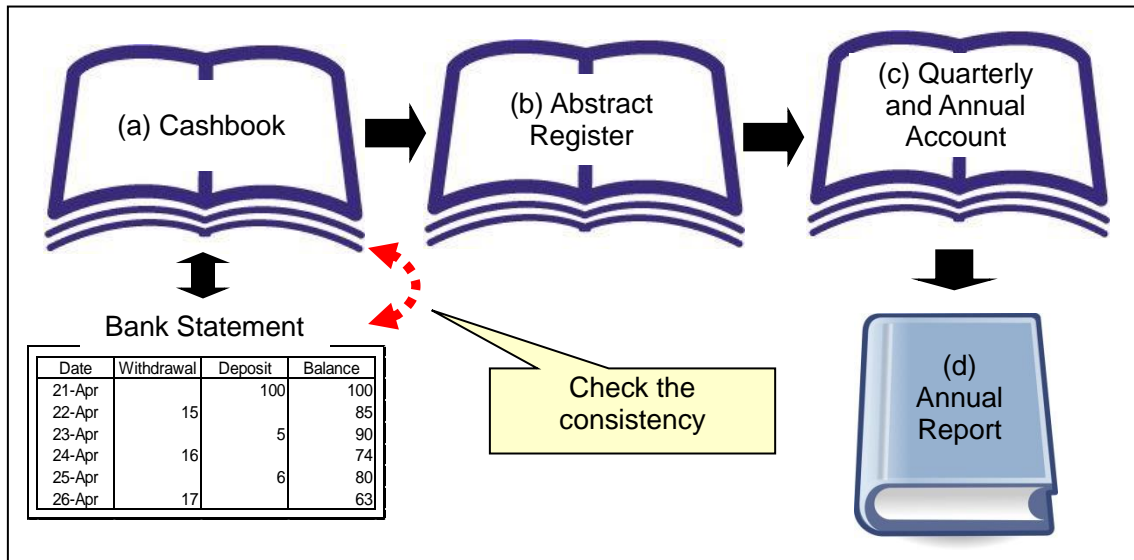 (a) Cashbook
(b) Abstract
Register
(c) Quarterly
and Annual
Account
Bank Statement
Date Withdrawal Deposit Balance
21-Apr 100 100
22-Apr 15 85
23-Apr 5 90
24-Apr 16 74
25-Apr 6 80
26-Apr 17 63
Check the
consistency
(d)
Annual
Report